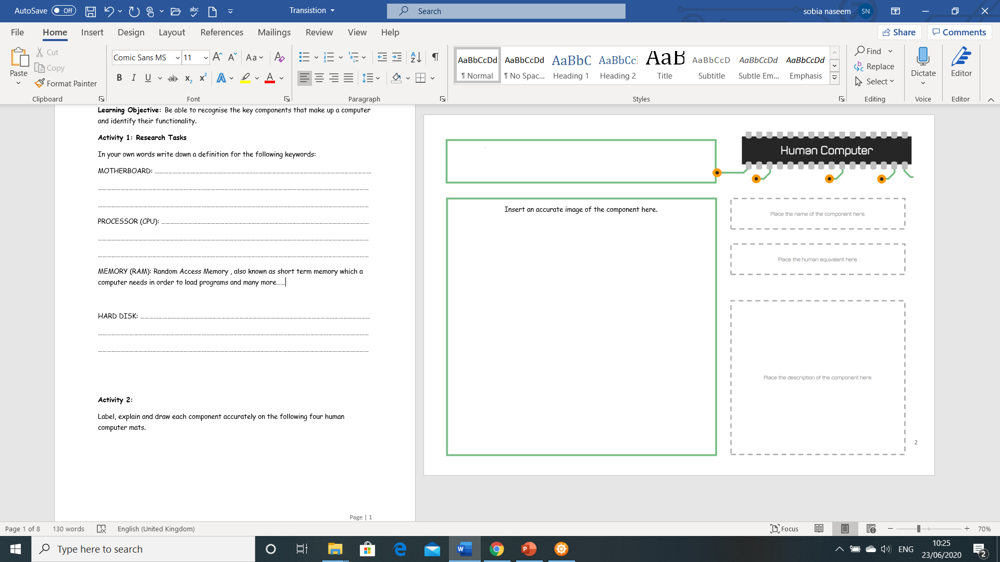 AutoSave Off
Transistion
Search
sobia naseem SN
File Home Insert Design Layout References Mailings Review View Help
Share Comments
Paste
Cut
Copy
Format Painter
Clipboard
Comic Sans MS 11
Font
Paragraph
AaBbCcDd AaBbCcDd AaBbC AaBbCcl AaB AaBbCcD AaBbCcDd AaBbCcDd
¶ Normal ¶ No Spac... Heading 1 Heading 2 Title Subtitle Subtle Em... Emphasis
Styles
Find
Replace
Select
Editing
Dictate
Voice
Editor
Editor
Learning Objective: Be able to recognise the key components that make up a computer
and identify their functionality.
Activity 1: Research Tasks
In your own words write down a definition for the following keywords:
MOTHERBOARD: ……………………………………………………………………
……………………………………………………………………
……………………………………………………………………
PROCESSOR (CPU): ……………………………………………………………………
……………………………………………………………………
……………………………………………………………………
MEMORY (RAM): Random Access Memory , also known as short term memory which a
computer needs in order to load programs and many more……
HARD DISK: ……………………………………………………………………
……………………………………………………………………
……………………………………………………………………
Activity 2:
Label, explain and draw each component accurately on the following four human
computer mats.
Page | 1
Human Computer
Insert an accurate image of the component here.
Place the name of the component here.
Place the human equivalent here.
Place the description of the component here.
2
Page 1 of 8 130 words English (United Kingdom)
Focus 70%
Type here to search
ENG
10:25
23/06/2020
2